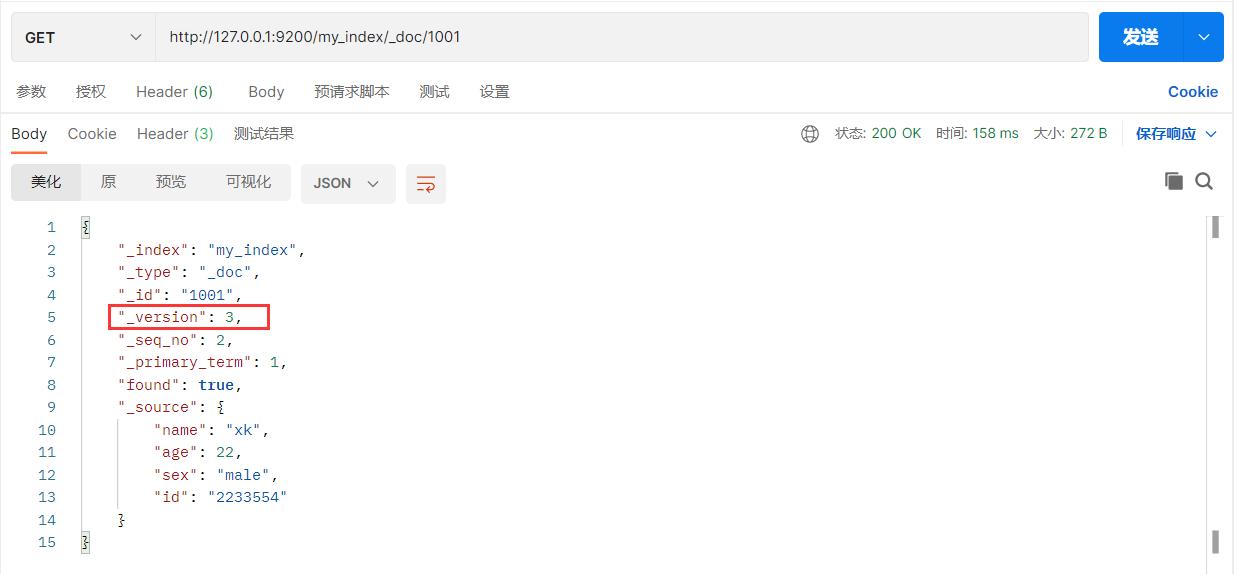 GET http://127.0.0.1:9200/my_index/_doc/1001 发送
参数 授权 Header (6) Body 预请求脚本 测试 设置 Cookie
Body Cookie Header (3) 测试结果 状态: 200 OK 时间: 158 ms 大小: 272 B 保存响应
美化 原 预览 可视化 JSON
1 {
2 "_index": "my_index",
3 "_type": "_doc",
4 "_id": "1001",
5 "_version": 3,
6 "_seq_no": 2,
7 "_primary_term": 1,
8 "found": true,
9 "_source": {
10 "name": "xk",
11 "age": 22,
12 "sex": "male",
13 "id": "2233554"
14 }
15 }